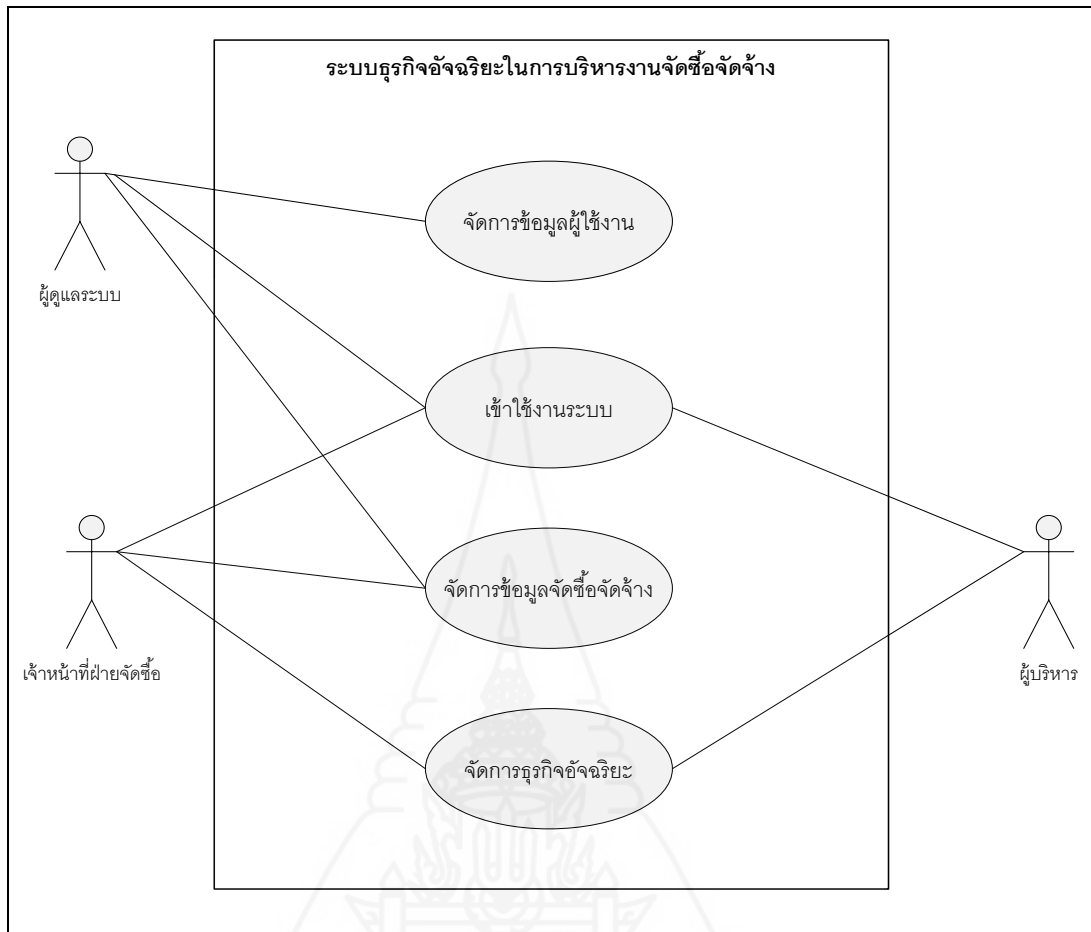 ระบบธุรกิจอัจฉริยะในการบริหารงานจัดซื้อจัดจ้าง
จัดการข้อมูลผู้ใช้งาน
ผู้ดูแลระบบ
เข้าใช้งานระบบ
จัดการข้อมูลจัดซื้อจัดจ้าง
เจ้าหน้าที่ฝ่ายจัดซื้อ
ผู้บริหาร
จัดการธุรกิจอัจฉริยะ